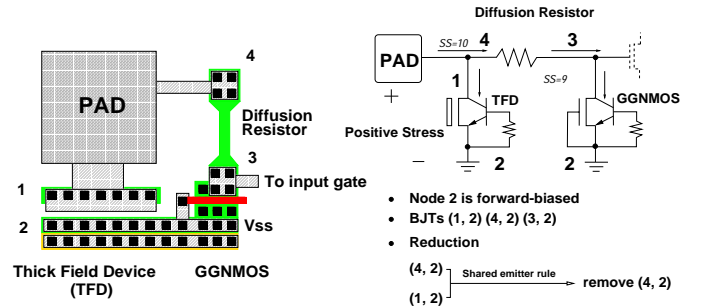 4
PAD
Diffusion
Resistor
3
To input gate
1
2
Vss
Thick Field Device
(TFD)
GGNMOS
Diffusion Resistor
SS=10
4
3
PAD
SS=9
1
TFD
GGNMOS
+
Positive Stress
–
2
2
• Node 2 is forward-biased
• BJTs (1, 2) (4, 2) (3, 2)
• Reduction
(4, 2)
Shared emitter rule
remove (4, 2)
(1, 2)